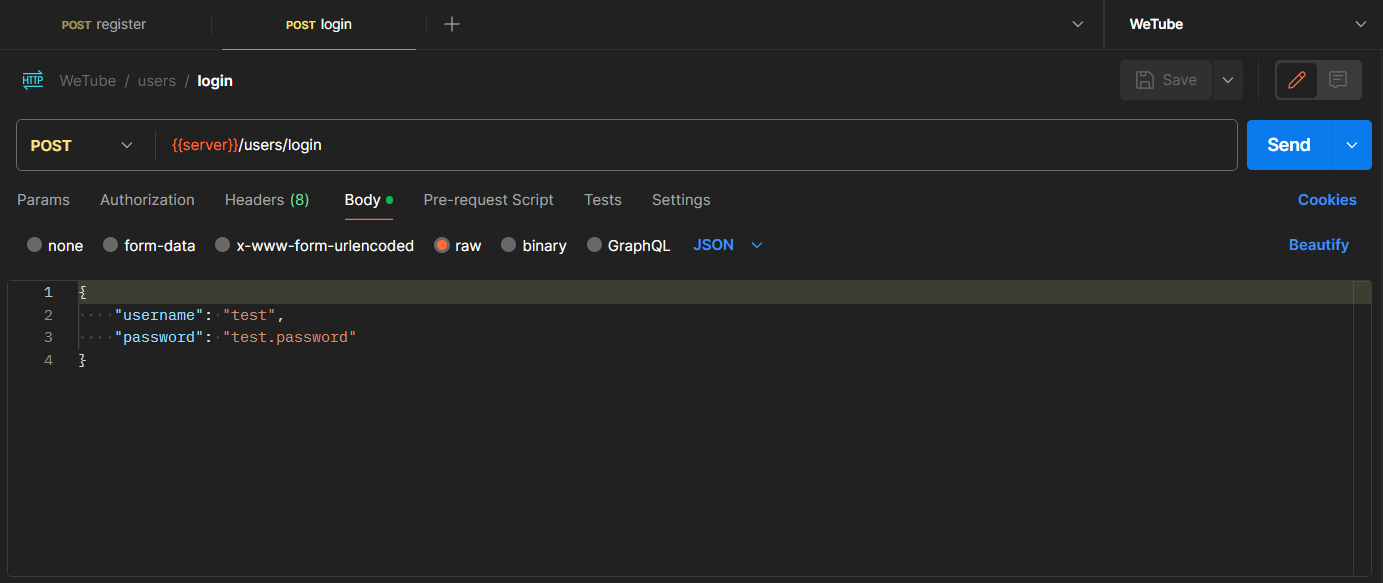 POST register POST login WeTube
HTTP WeTube / users / login Save
POST {{server}}/users/login Send
Params Authorization Headers (8) Body Pre-request Script Tests Settings Cookies
none form-data x-www-form-urlencoded raw binary GraphQL JSON Beautify
1 {
2 "username": "test",
3 "password": "test.password"
4 }